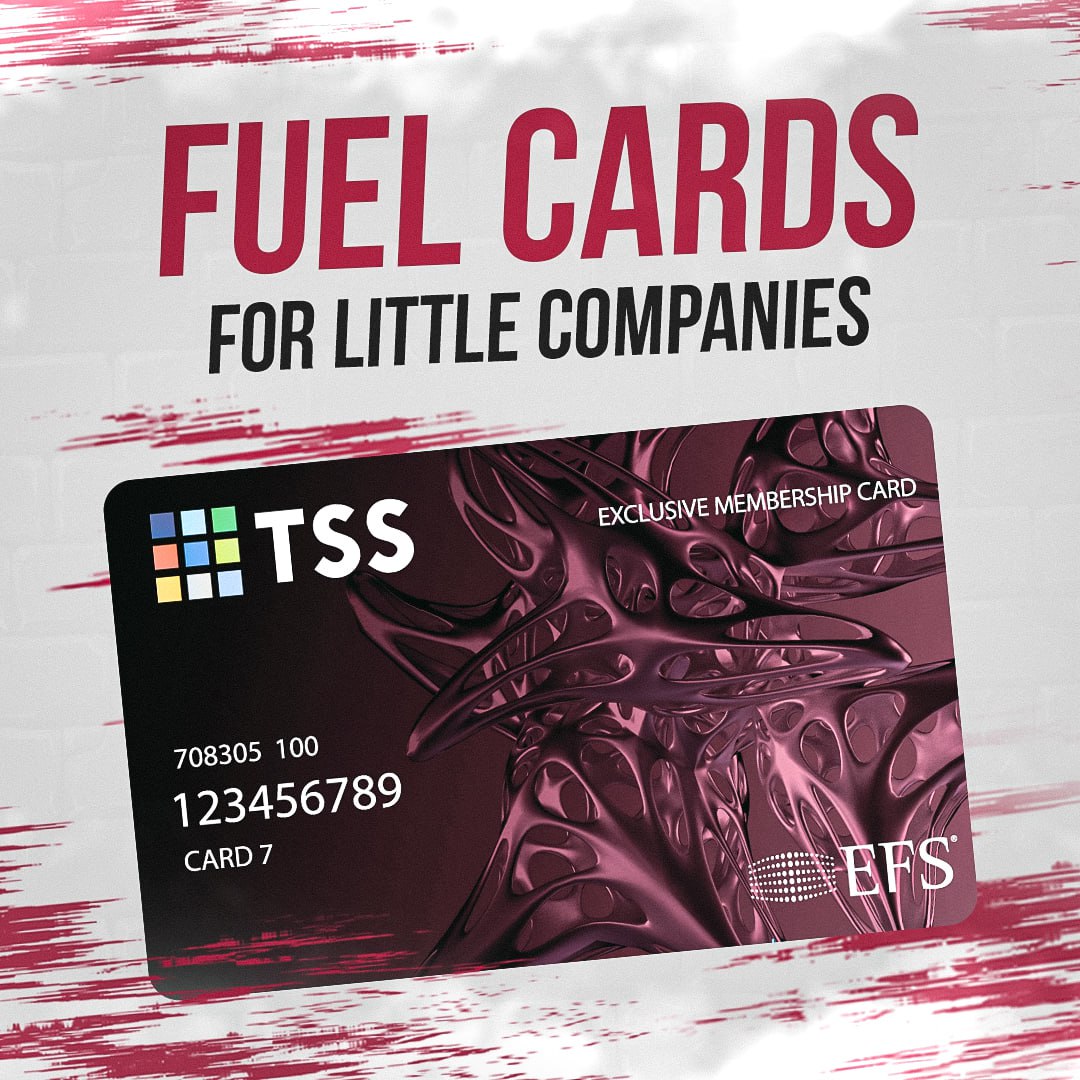 FUEL CARDS
FOR LITTLE COMPANIES
TSS
EXCLUSIVE MEMBERSHIP CARD
708305 100
123456789
CARD 7
EFS®